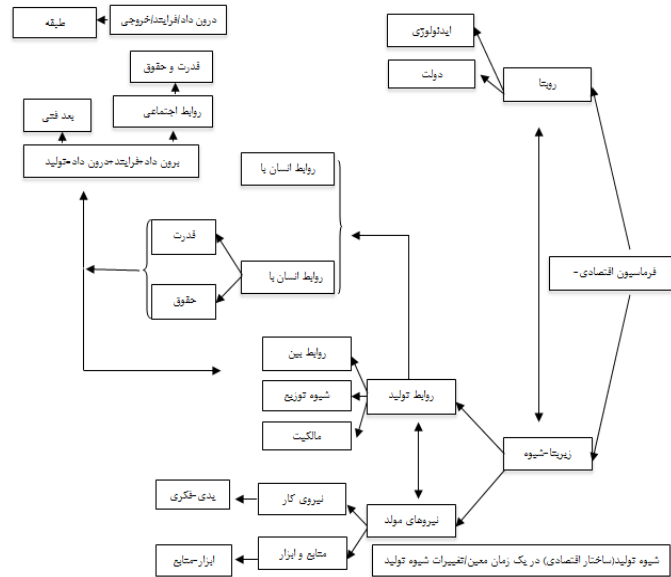 درون داد/فرایند/خروجی
طبقه
ایدئولوژی
قدرت و حقوق
دولت
روبنا
روابط اجتماعی
بعد فنی
برون داد-فرایند-درون داد-تولید
روابط انسان با
قدرت
روابط انسان با
حقوق
فرماسیون اقتصادی-
روابط بین
روابط تولید
شیوه توزیع
مالکیت
زیربنا-شیوه
نیروی کار
یدی-فکری
نیروهای مولد
منابع و ابزار
ابزار-منابع
شیوه تولید(ساختار اقتصادی) در یک زمان معین/تغییرات شیوه تولید